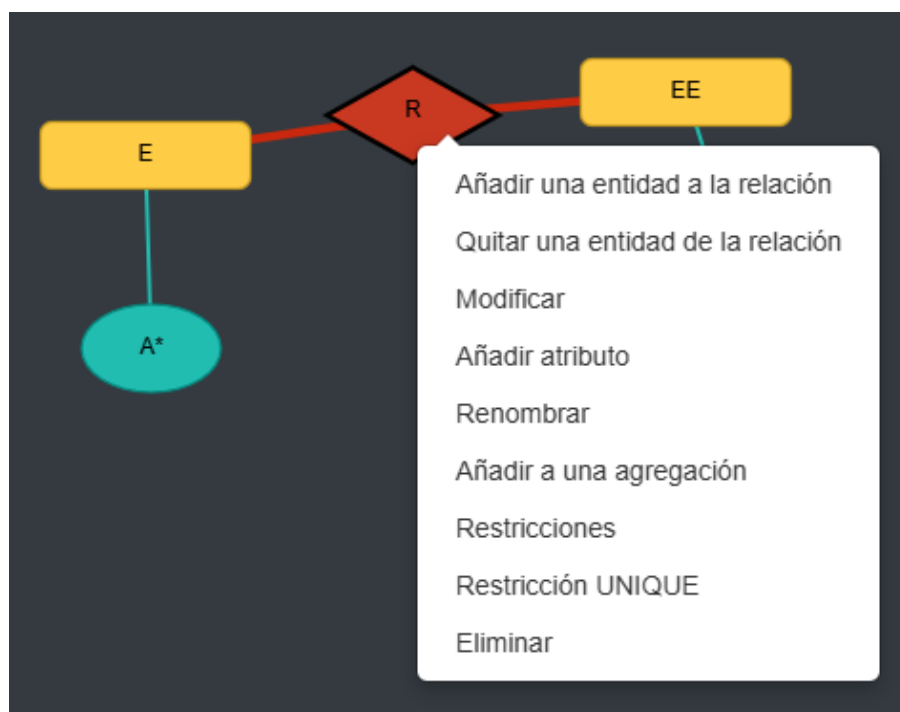 R
EE
E
A*
Añadir una entidad a la relación
Quitar una entidad de la relación
Modificar
Añadir atributo
Renombrar
Añadir a una agregación
Restricciones
Restricción UNIQUE
Eliminar